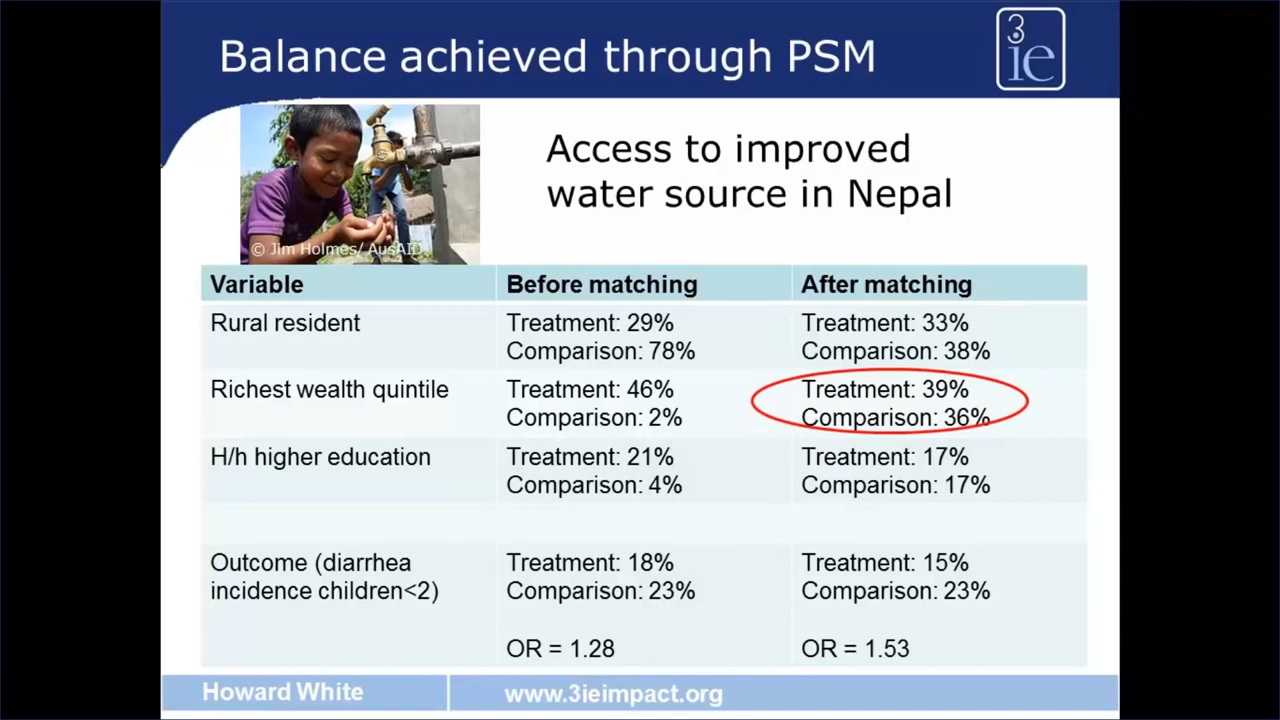 Balance achieved through PSM
3ie
Access to improved
water source in Nepal
© Jim Holmes/ AusAID
Variable
Before matching
After matching
Rural resident
Treatment: 29%
Comparison: 78%
Treatment: 33%
Comparison: 38%
Richest wealth quintile
Treatment: 46%
Comparison: 2%
Treatment: 39%
Comparison: 36%
H/h higher education
Treatment: 21%
Comparison: 4%
Treatment: 17%
Comparison: 17%
Outcome (diarrhea
incidence children<2)
Treatment: 18%
Comparison: 23%
OR = 1.28
Treatment: 15%
Comparison: 23%
OR = 1.53
Howard White
www.3ieimpact.org